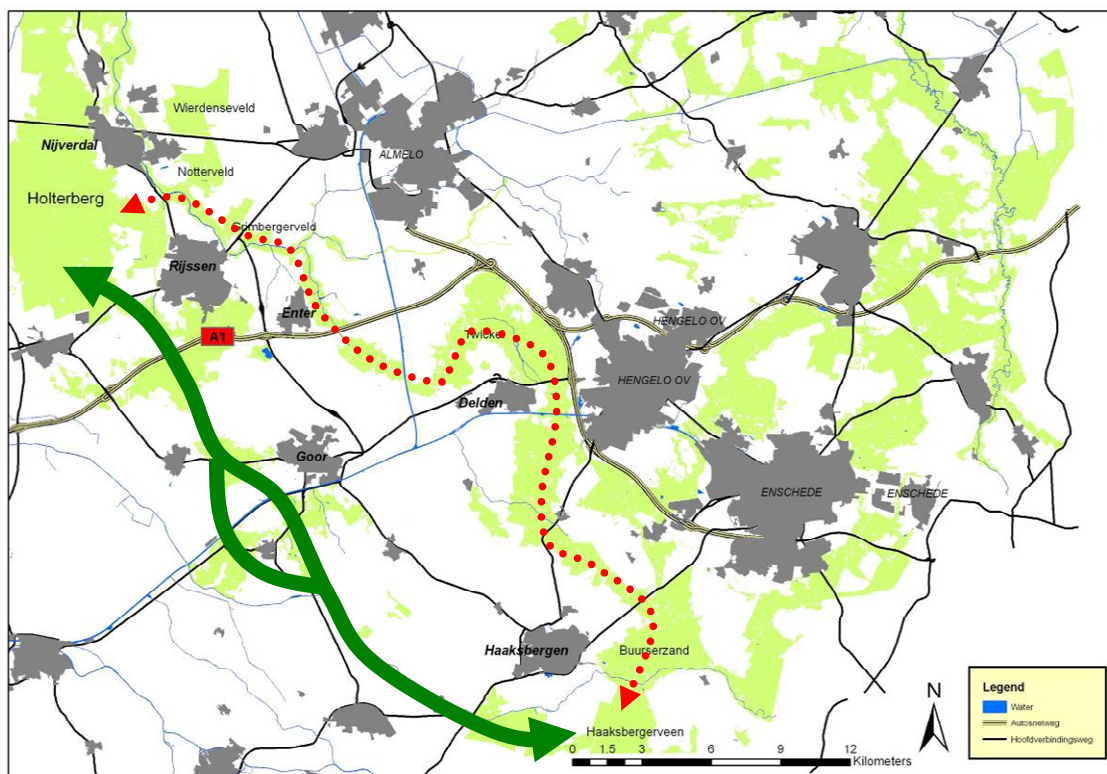 Wierdenseveld
Nijverdal
ALMELO
Notterveld
Holterberg
Grimbergerveld
Rijssen
Enter
A1
Twickel
HENGELO OV
HENGELO OV
Delden
Goor
ENSCHEDE
ENSCHEDE
Haaksbergen
Buurserzand
Haaksbergerveen
N
0 1.5 3 6 9 12
Kilometers
Legend
Water
Autosnelweg
Hoofdverbindingsweg